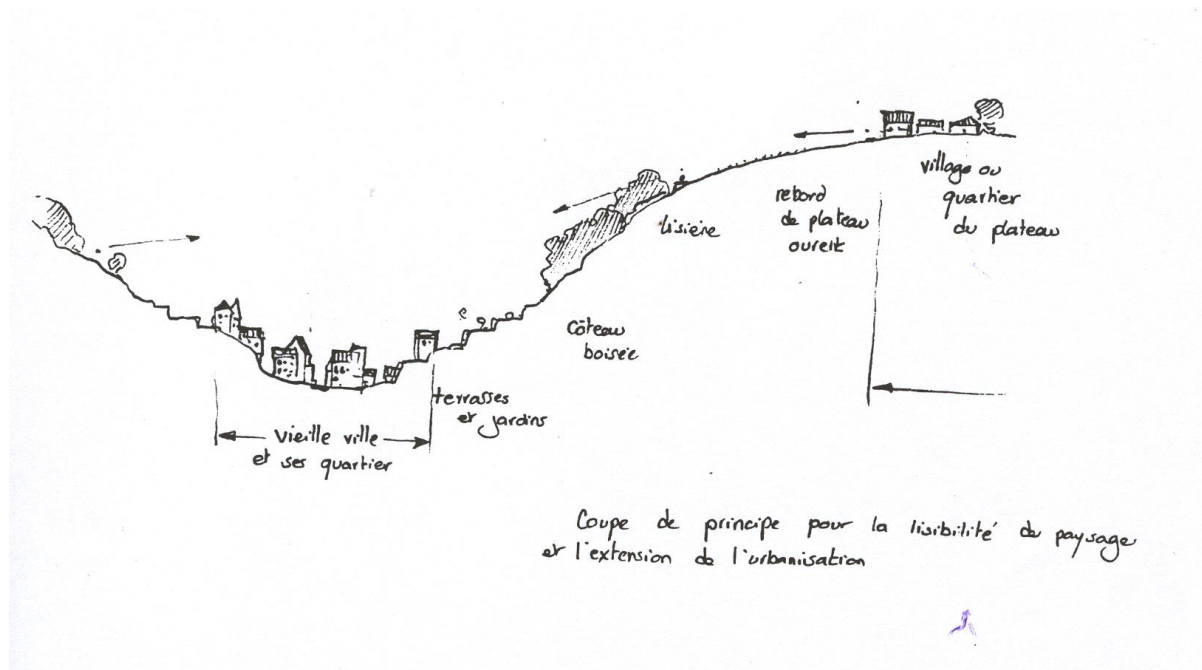 village ou
quartier
du plateau
rebord
de plateau
ouvert
lisière
Côteau
boisée
terrasses
et jardins
vieille ville
et ses quartier
Coupe de principe pour la lisibilité du paysage
et l'extension de l'urbanisation